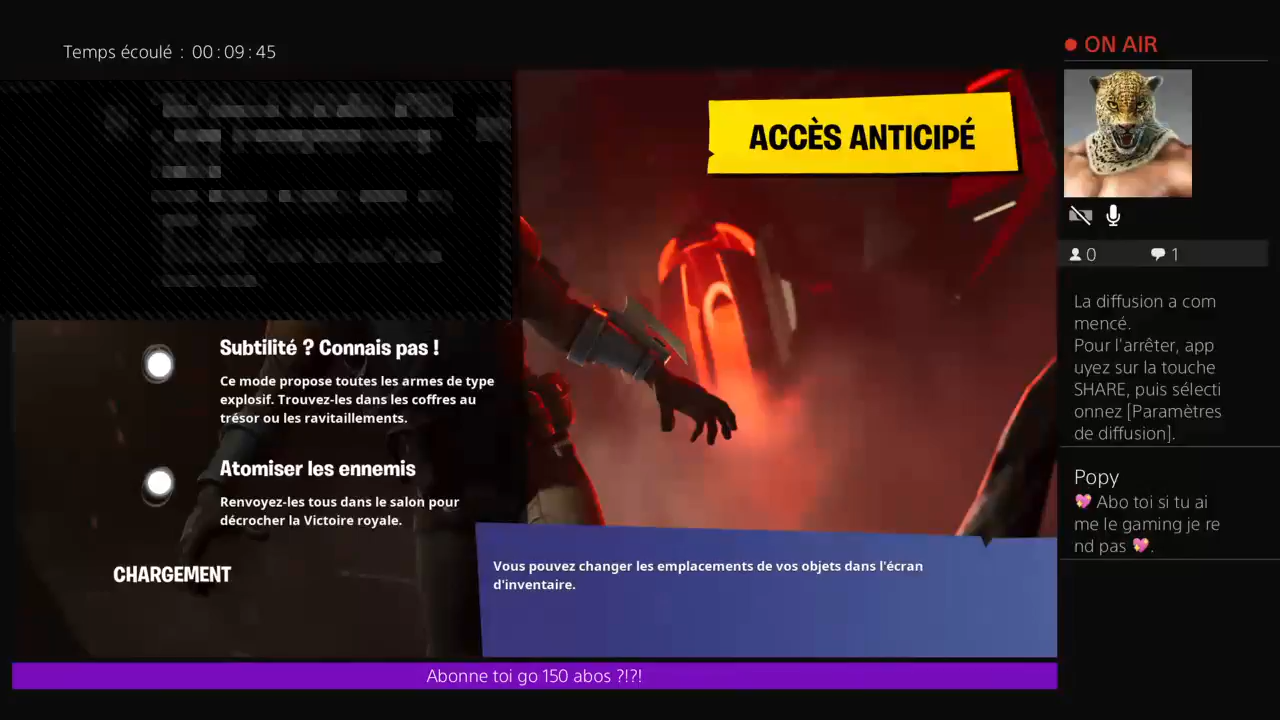 Temps écoulé : 00:09:45
ON AIR
ACCÈS ANTICIPÉ
0
1
La diffusion a com
mencé.
Pour l'arrêter, app
uyez sur la touche
SHARE, puis sélecti
onnez [Paramètres
de diffusion].
Subtilité ? Connais pas !
Ce mode propose toutes les armes de type
explosif. Trouvez-les dans les coffres au
trésor ou les ravitaillements.
Atomiser les ennemis
Renvoyez-les tous dans le salon pour
décrocher la Victoire royale.
Popy
💖 Abo toi si tu ai
me le gaming je re
nd pas 💖.
CHARGEMENT
Vous pouvez changer les emplacements de vos objets dans l'écran
d'inventaire.
Abonne toi go 150 abos ?!?!